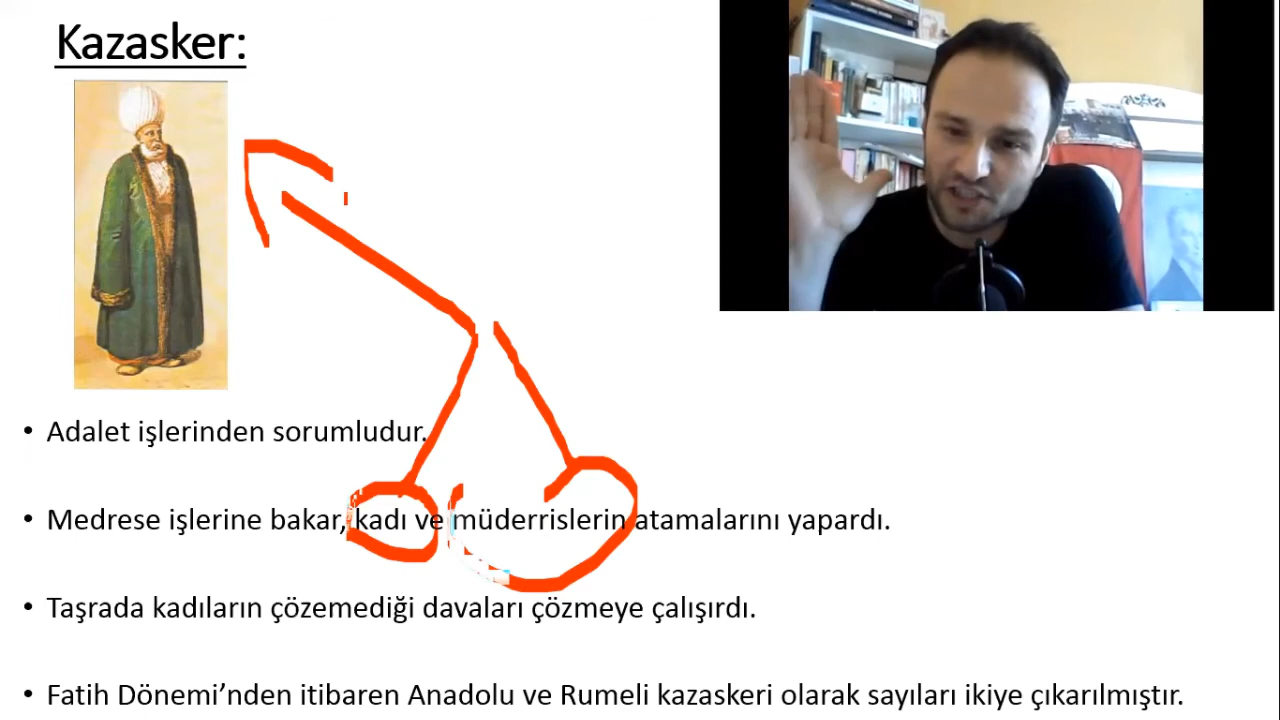 Kazasker:
• Adalet işlerinden sorumludur.
• Medrese işlerine bakar, kadı ve müderrislerin atamalarını yapardı.
• Taşrada kadıların çözemediği davaları çözmeye çalışırdı.
• Fatih Dönemi’nden itibaren Anadolu ve Rumeli kazaskeri olarak sayıları ikiye çıkarılmıştır.